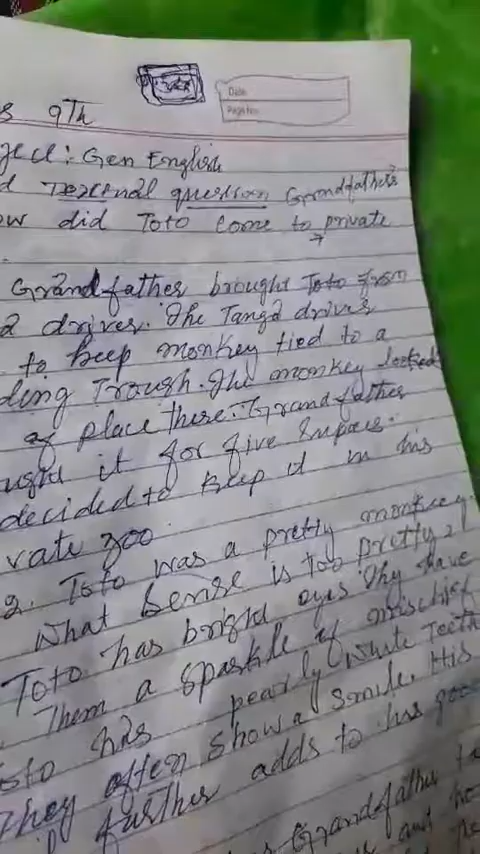 Date
Page No.
9Th
: Gen English
Textual question Grandfather's
did Toto come to private
Grandfather brought Toto from
driver. The Tanga driver
to keep monkey tied to a
ding Trough. The monkey looked
of place there. Grandfather
it for five rupees.
decided to keep it in his
vate zoo
2. Toto was a pretty monkey.
What sense is Toto pretty?
Toto has bright eyes. They have
Them a sparkle of mischief
has pearly white Teeth
They often show a smile. His
further adds to his goo
Grandfather ta
and